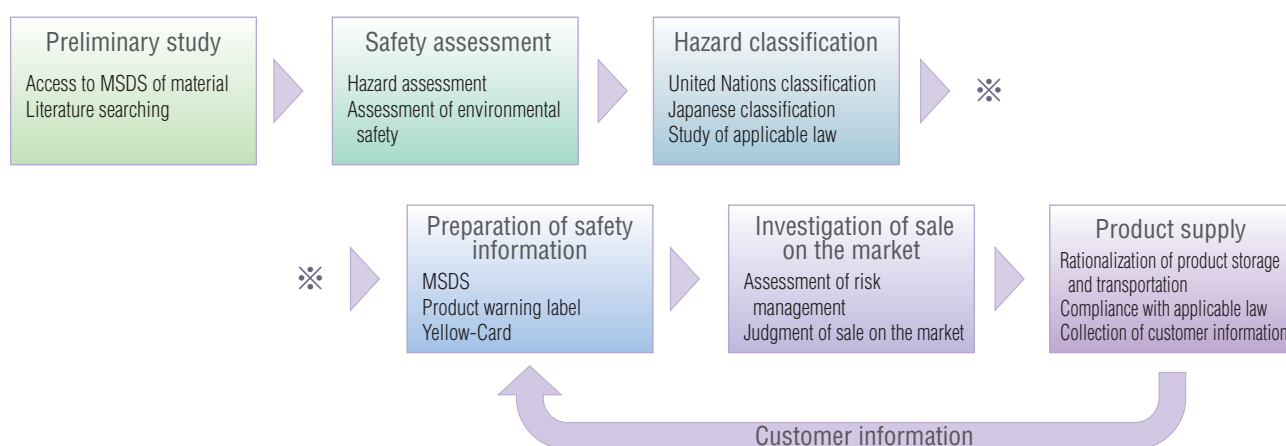 Preliminary study
Access to MSDS of material
Literature searching
Safety assessment
Hazard assessment
Assessment of environmental
safety
Hazard classification
United Nations classification
Japanese classification
Study of applicable law
※
※
Preparation of safety
information
MSDS
Product warning label
Yellow-Card
Investigation of sale
on the market
Assessment of risk
management
Judgment of sale on the market
Product supply
Rationalization of product storage
and transportation
Compliance with applicable law
Collection of customer information
Customer information